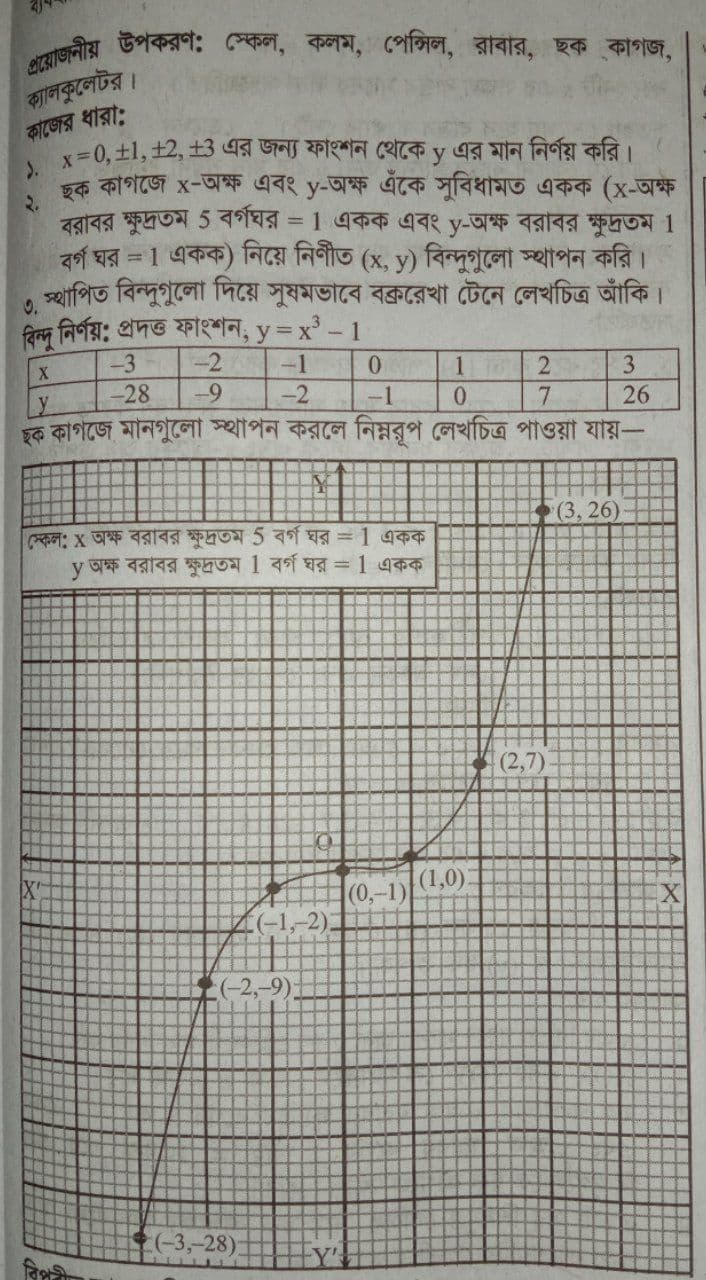 প্রয়োজনীয় উপকরণ: স্কেল, কলম, পেন্সিল, রাবার, ছক কাগজ,
ক্যালকুলেটর।
কাজের ধারা:
১. x = 0, ±1, ±2, ±3 এর জন্য ফাংশন থেকে y এর মান নির্ণয় করি।
২. ছক কাগজে x-অক্ষ এবং y-অক্ষ এঁকে সুবিধামত একক (x-অক্ষ
বরাবর ক্ষুদ্রতম 5 বর্গঘর = 1 একক এবং y-অক্ষ বরাবর ক্ষুদ্রতম 1
বর্গ ঘর = 1 একক) নিয়ে নির্ণীত (x, y) বিন্দুগুলো স্থাপন করি।
৩. স্থাপিত বিন্দুগুলো দিয়ে সুষমভাবে বক্ররেখা টেনে লেখচিত্র আঁকি।
বিন্দু নির্ণয়: প্রদত্ত ফাংশন, y = x³ – 1
x –3 –2 –1 0 1 2 3
y –28 –9 –2 –1 0 7 26
ছক কাগজে মানগুলো স্থাপন করলে নিম্নরূপ লেখচিত্র পাওয়া যায়—
Y
(3, 26)
স্কেল: x অক্ষ বরাবর ক্ষুদ্রতম 5 বর্গ ঘর = 1 একক
y অক্ষ বরাবর ক্ষুদ্রতম 1 বর্গ ঘর = 1 একক
(2,7)
O
X′
(0,–1)
(1,0)
X
(–1,–2)
(–2,–9)
(–3,–28)
Y′